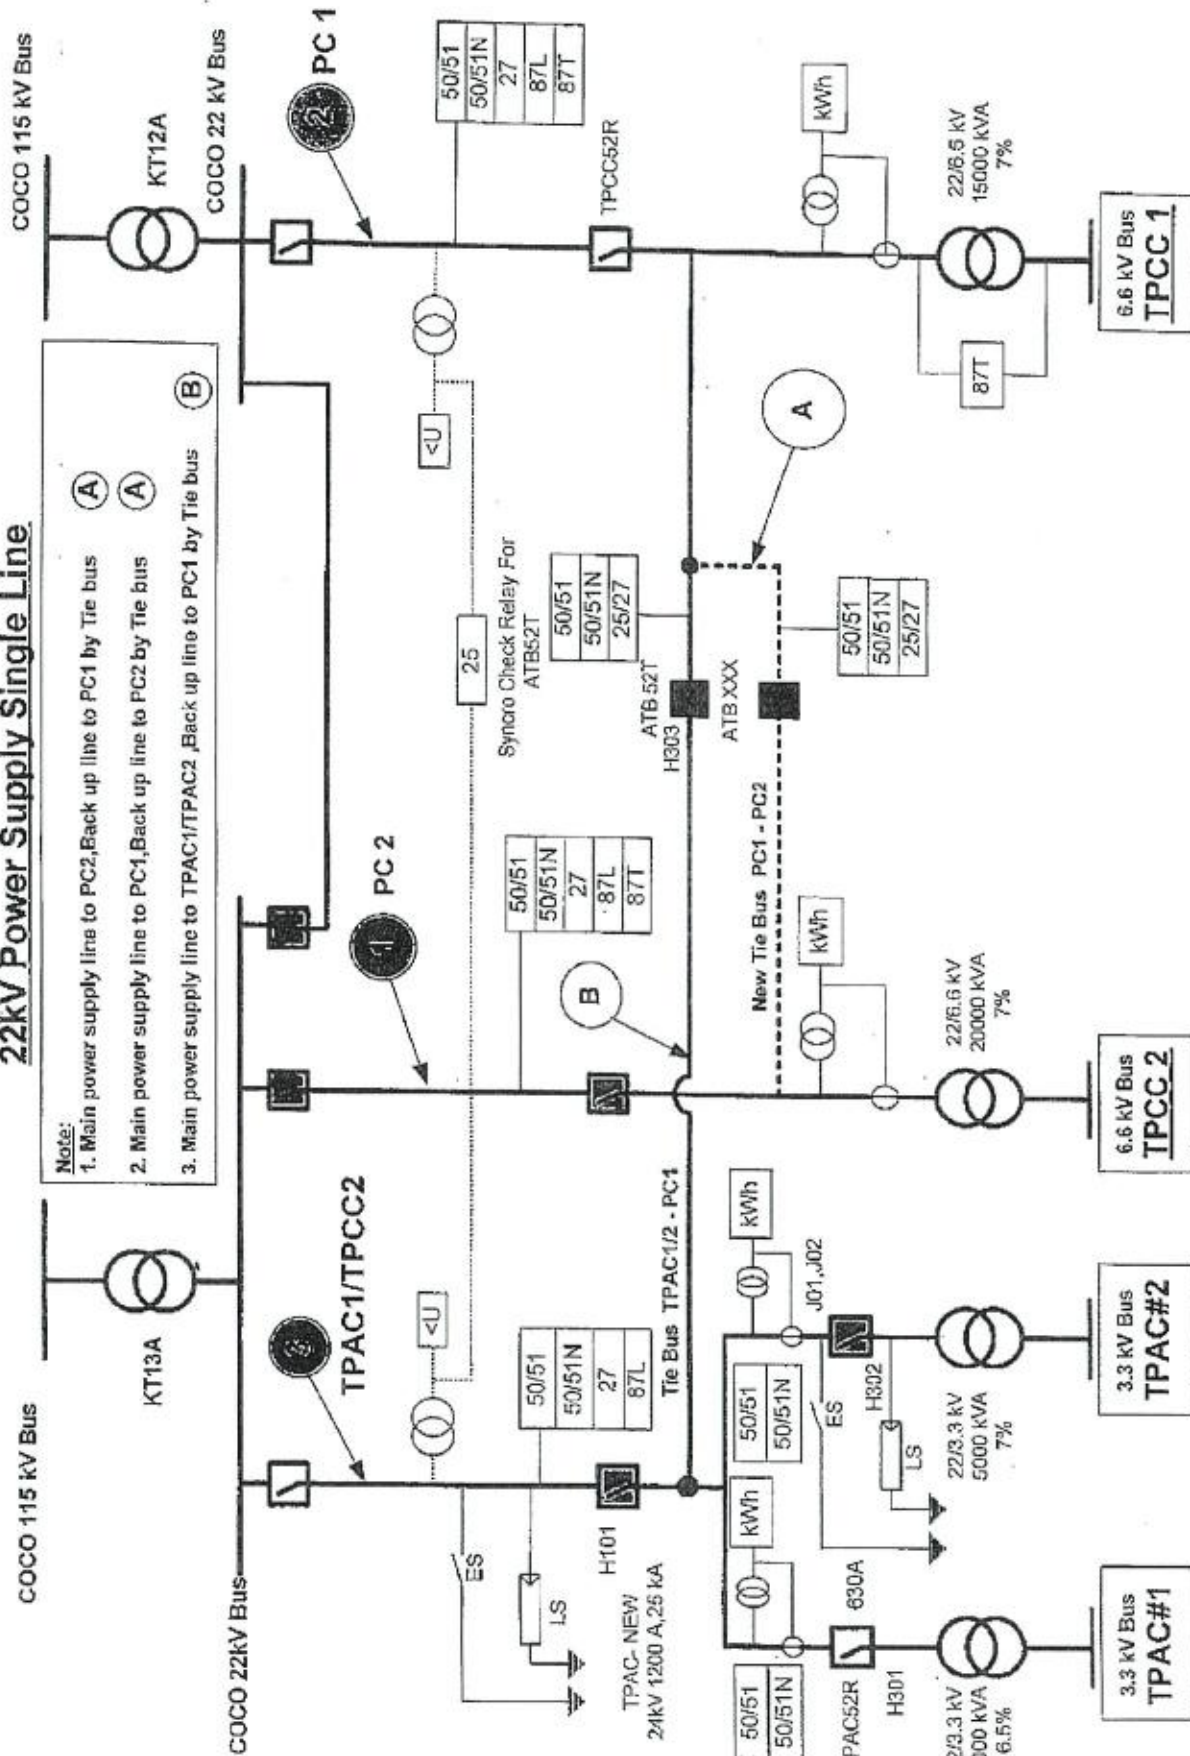 22kV Power Supply Single Line
Note:
1. Main power supply line to PC2,Back up line to PC1 by Tie bus A
2. Main power supply line to PC1,Back up line to PC2 by Tie bus A
3. Main power supply line to TPAC1/TPAC2 ,Back up line to PC1 by Tie bus B
COCO 115 kV Bus
KT13A
COCO 22kV Bus
COCO 115 kV Bus
KT12A
COCO 22 kV Bus
3
TPAC1/TPCC2
1
PC 2
2
PC 1
<U
<U
25
Syncro Check Relay For
ATB52T
50/51
50/51N
27
87L
50/51
50/51N
27
87L
87T
50/51
50/51N
27
87L
87T
ES
LS
H101
TPAC- NEW
24kV 1200 A,25 kA
TPCC52R
Tie Bus TPAC1/2 - PC1
B
50/51
50/51N
25/27
ATB 52T
H303
ATB XXX
50/51
50/51N
25/27
A
New Tie Bus PC1 - PC2
kWh
kWh
kWh
kWh
50/51
50/51N
50/51
50/51N
J01,J02
630A
PAC52R
H301
ES
H302
LS
2/3.3 kV
000 kVA
6.5%
22/3.3 kV
5000 kVA
7%
22/6.6 kV
20000 kVA
7%
22/6.6 kV
15000 kVA
7%
87T
3.3 kV Bus
TPAC#1
3.3 kV Bus
TPAC#2
6.6 kV Bus
TPCC 2
6.6 kV Bus
TPCC 1